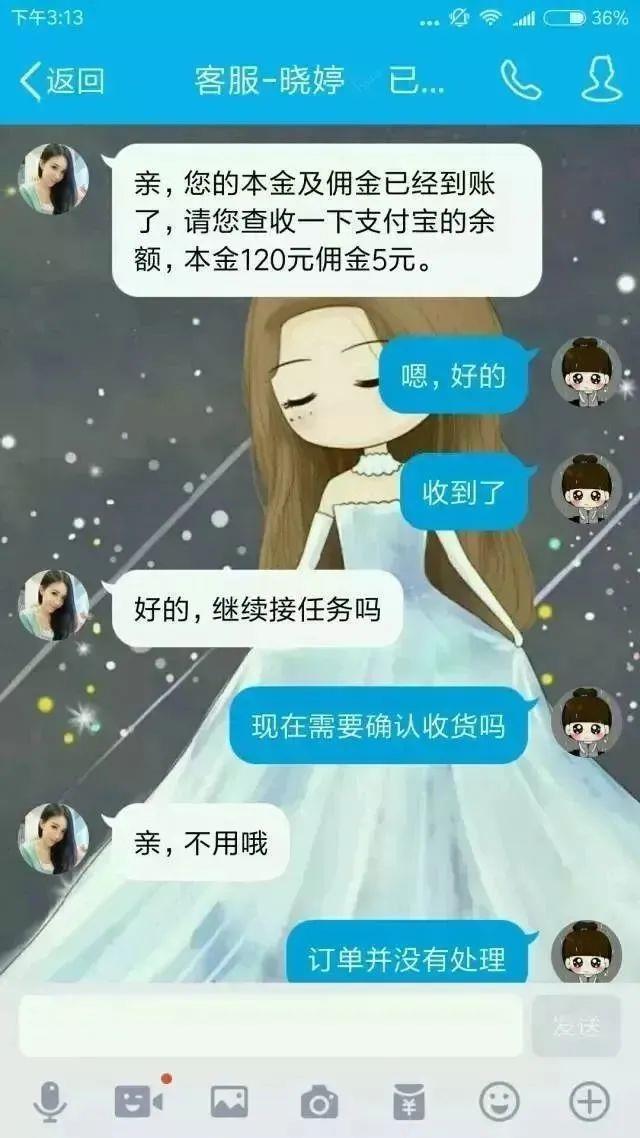 下午3:13
36%
返回
客服-晓婷
已...
亲，您的本金及佣金已经到账
了，请您查收一下支付宝的余
额，本金120元佣金5元。
嗯，好的
收到了
好的，继续接任务吗
现在需要确认收货吗
亲，不用哦
订单并没有处理
发送